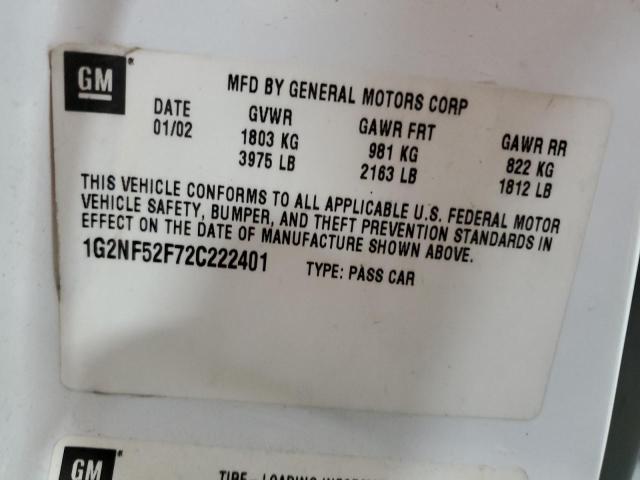 GM
MFD BY GENERAL MOTORS CORP
DATE GVWR GAWR FRT GAWR RR
01/02 1803 KG 981 KG 822 KG
3975 LB 2163 LB 1812 LB
THIS VEHICLE CONFORMS TO ALL APPLICABLE U.S. FEDERAL MOTOR
VEHICLE SAFETY, BUMPER, AND THEFT PREVENTION STANDARDS IN
EFFECT ON THE DATE OF MANUFACTURE SHOWN ABOVE.
1G2NF52F72C222401 TYPE: PASS CAR
GM
TIRE-LOADING